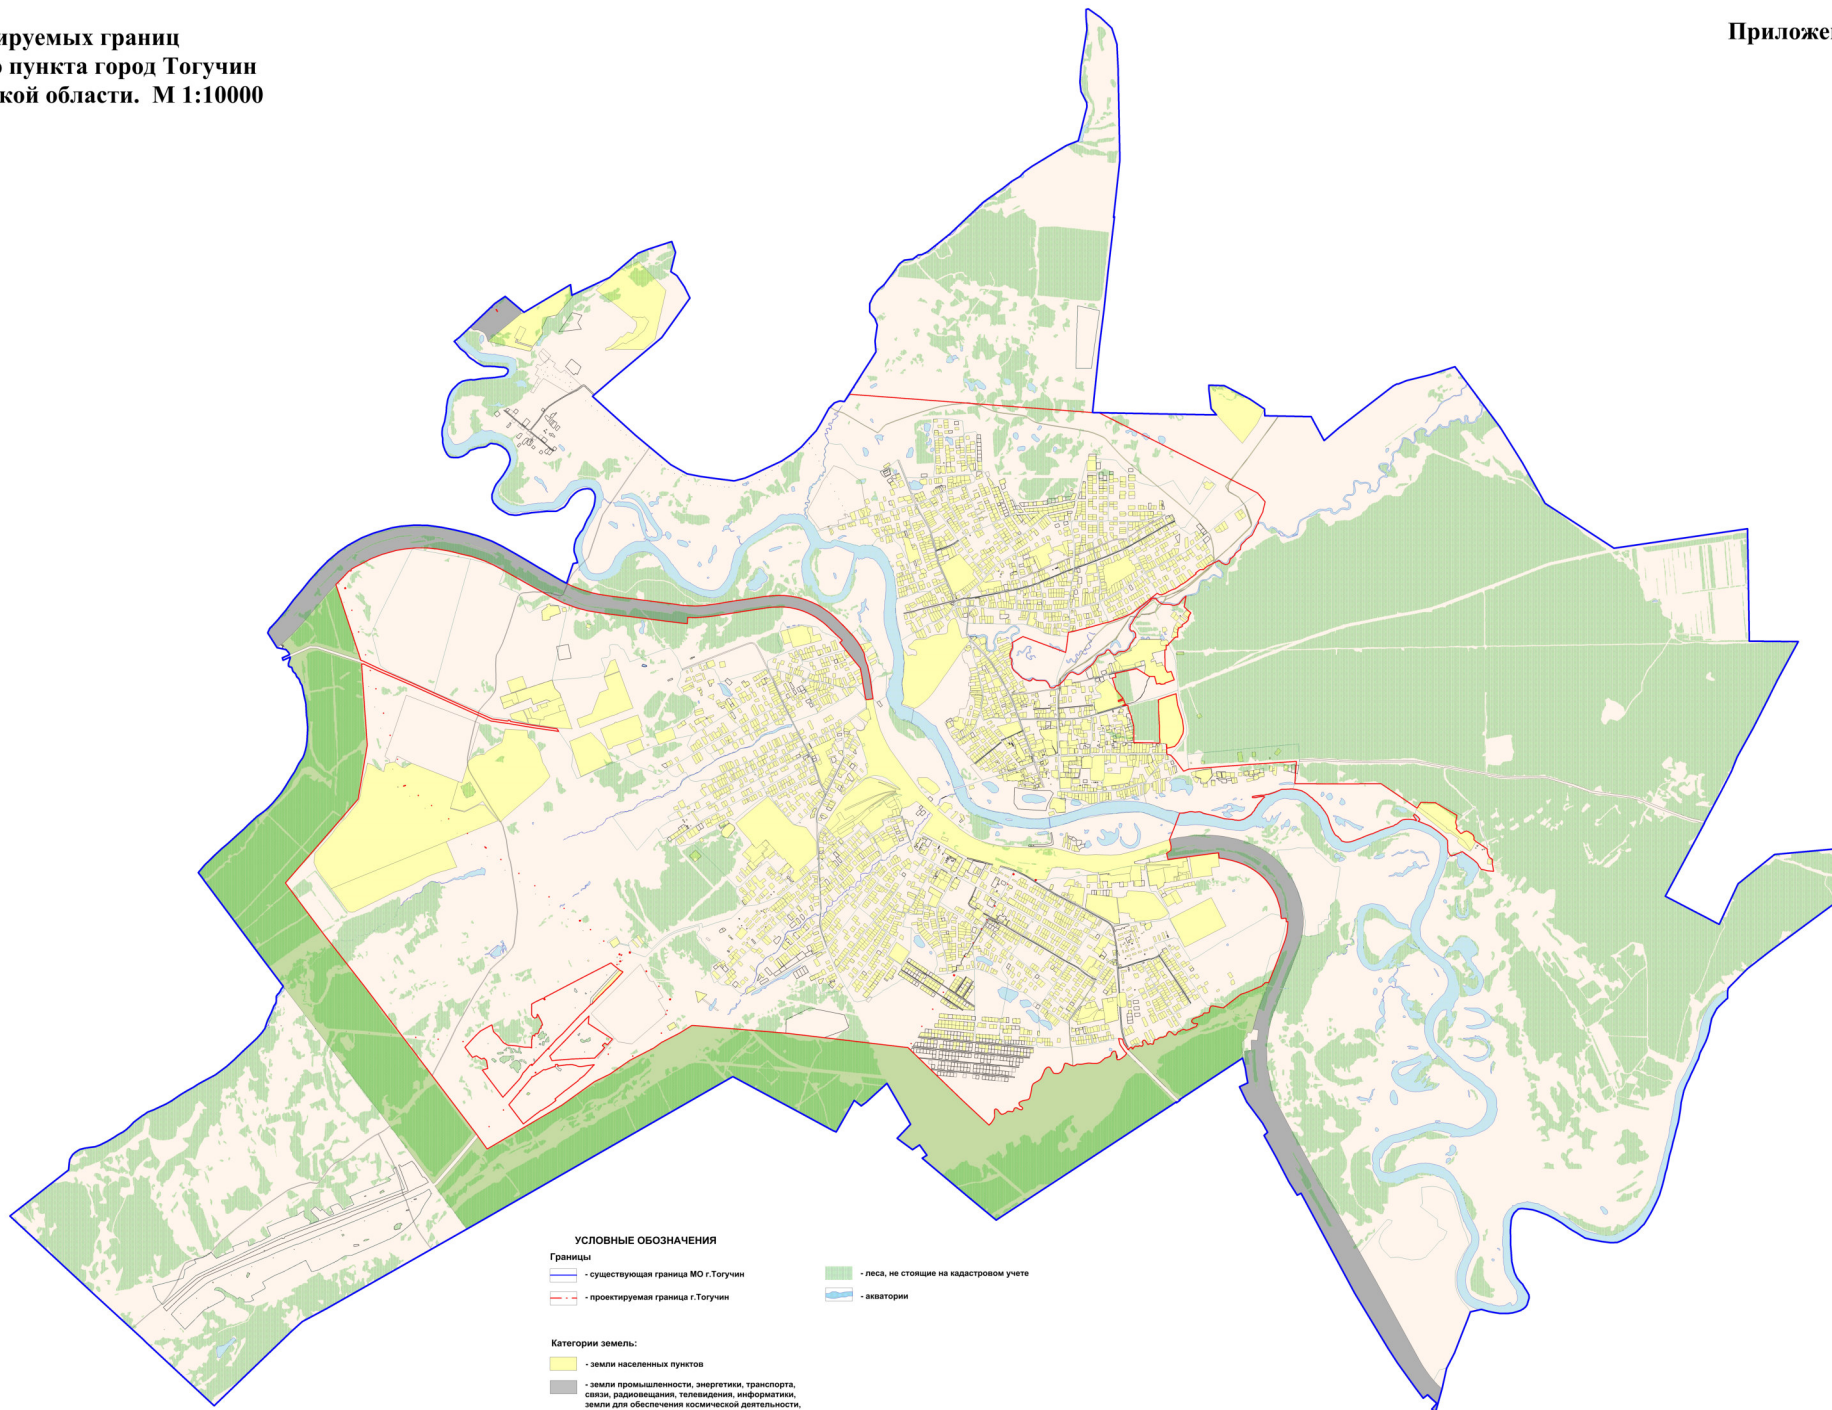 ируемых границ
пункта город Тогучин
кой области. М 1:10000
Приложе
УСЛОВНЫЕ ОБОЗНАЧЕНИЯ
Границы
- существующая граница МО г.Тогучин
- проектируемая граница г.Тогучин
- леса, не стоящие на кадастровом учете
- акватории
Категории земель:
- земли населенных пунктов
- земли промышленности, энергетики, транспорта,
связи, радиовещания, телевидения, информатики,
земли для обеспечения космической деятельности,